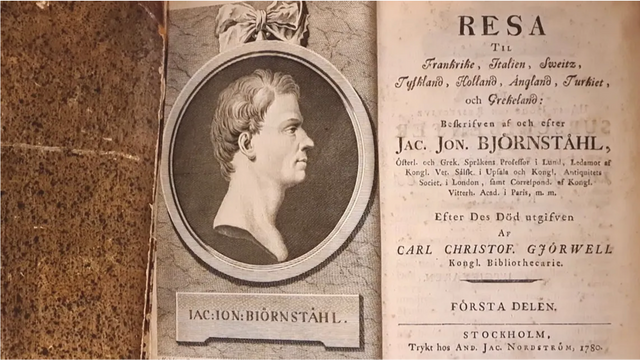 IAC:ION:BIÖRNSTÅHL.
RESA
TIL
Frankrike, Italien, Sweitz,
Tyſkland, Holland, Ängland, Turkiet,
och Grekeland:
Beſkrifven af och efter
JAC. JON. BJÖRNSTÅHL,
Öſterl. och Grek. Språkens Profeſſor i Lund, Ledamot af
Kongl. Vet. Sälſk. i Upſala och Kongl. Antiquitets
Societ. i London, ſamt Correſpond. af Kongl.
Vitterh. Acad. i Paris, m. m.
Efter Des Död utgifven
AF
CARL CHRISTOF. GJÖRWELL
Kongl. Bibliothecarie.
FÖRSTA DELEN.
STOCKHOLM,
Trykt hos AND. JAC. NORDSTRÖM, 1780.